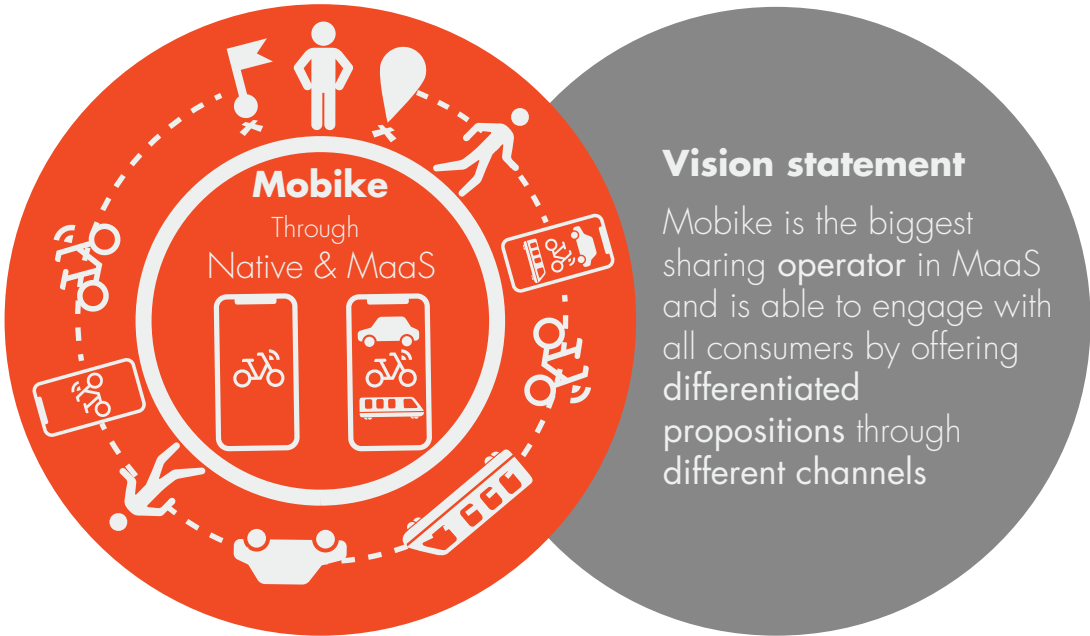 Mobike
Through
Native & MaaS
Vision statement
Mobike is the biggest
sharing operator in MaaS
and is able to engage with
all consumers by offering
differentiated
propositions through
different channels